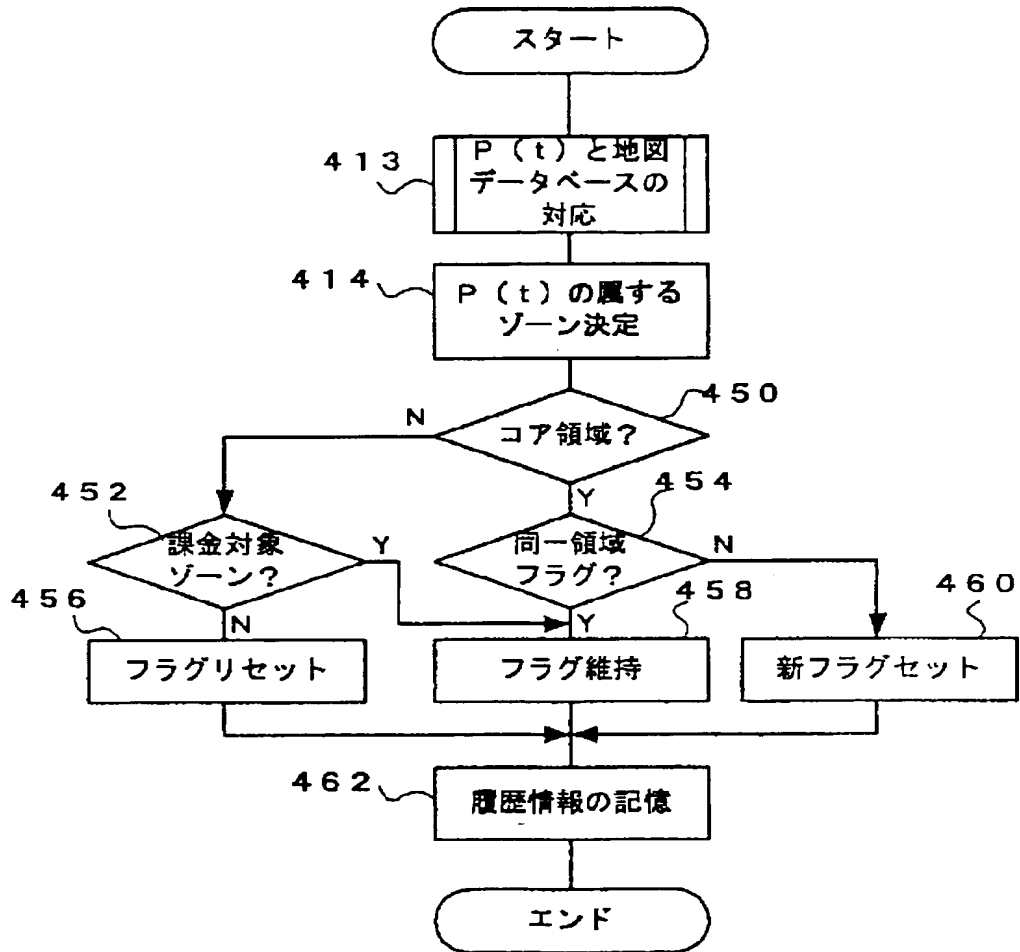 スタート
413
P(t)と地図
データベースの
対応
414
P(t)の属する
ゾーン決定
450
N
コア領域?
452
Y
454
課金対象
ゾーン?
Y
同一領域
フラグ?
N
456
N
Y
458
460
フラグリセット
フラグ維持
新フラグセット
462
履歴情報の記憶
エンド